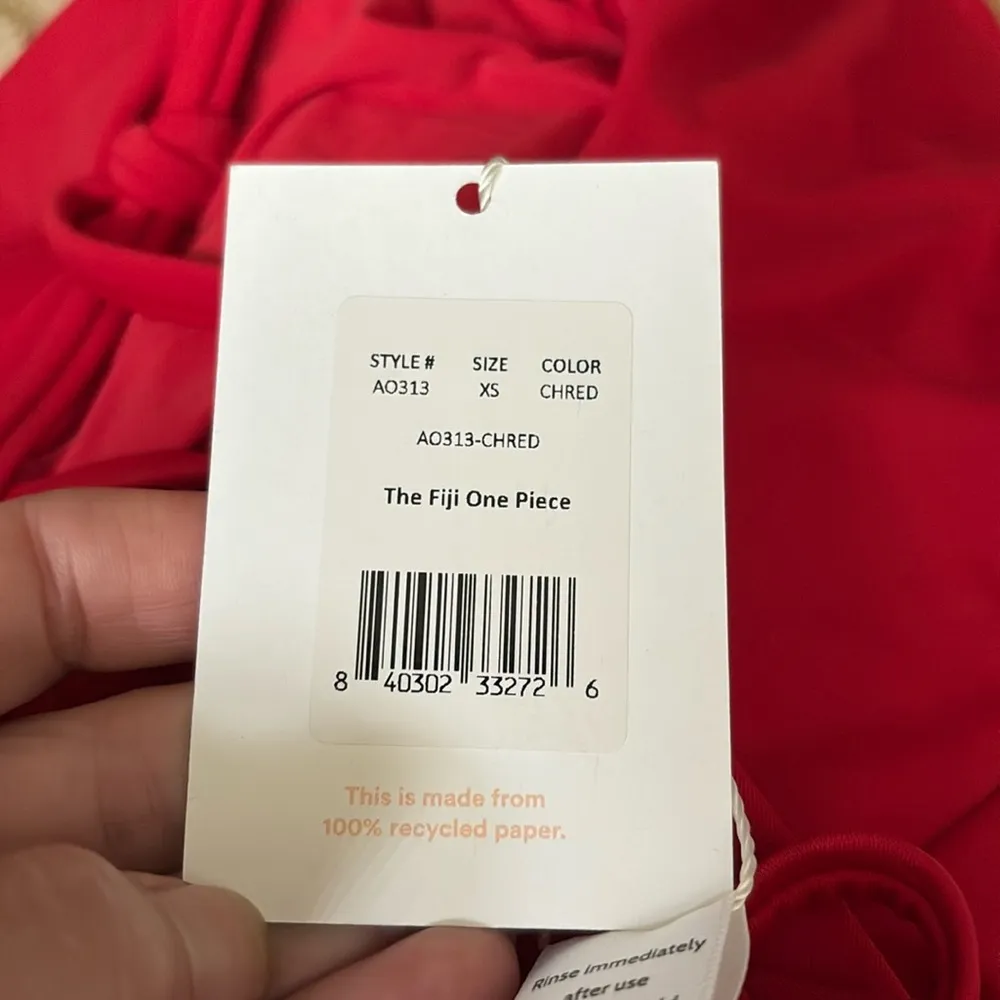 STYLE # SIZE COLOR
AO313 XS CHRED
AO313-CHRED
The Fiji One Piece
8 40302 33272 6
This is made from
100% recycled paper.
Rinse immediately
after use